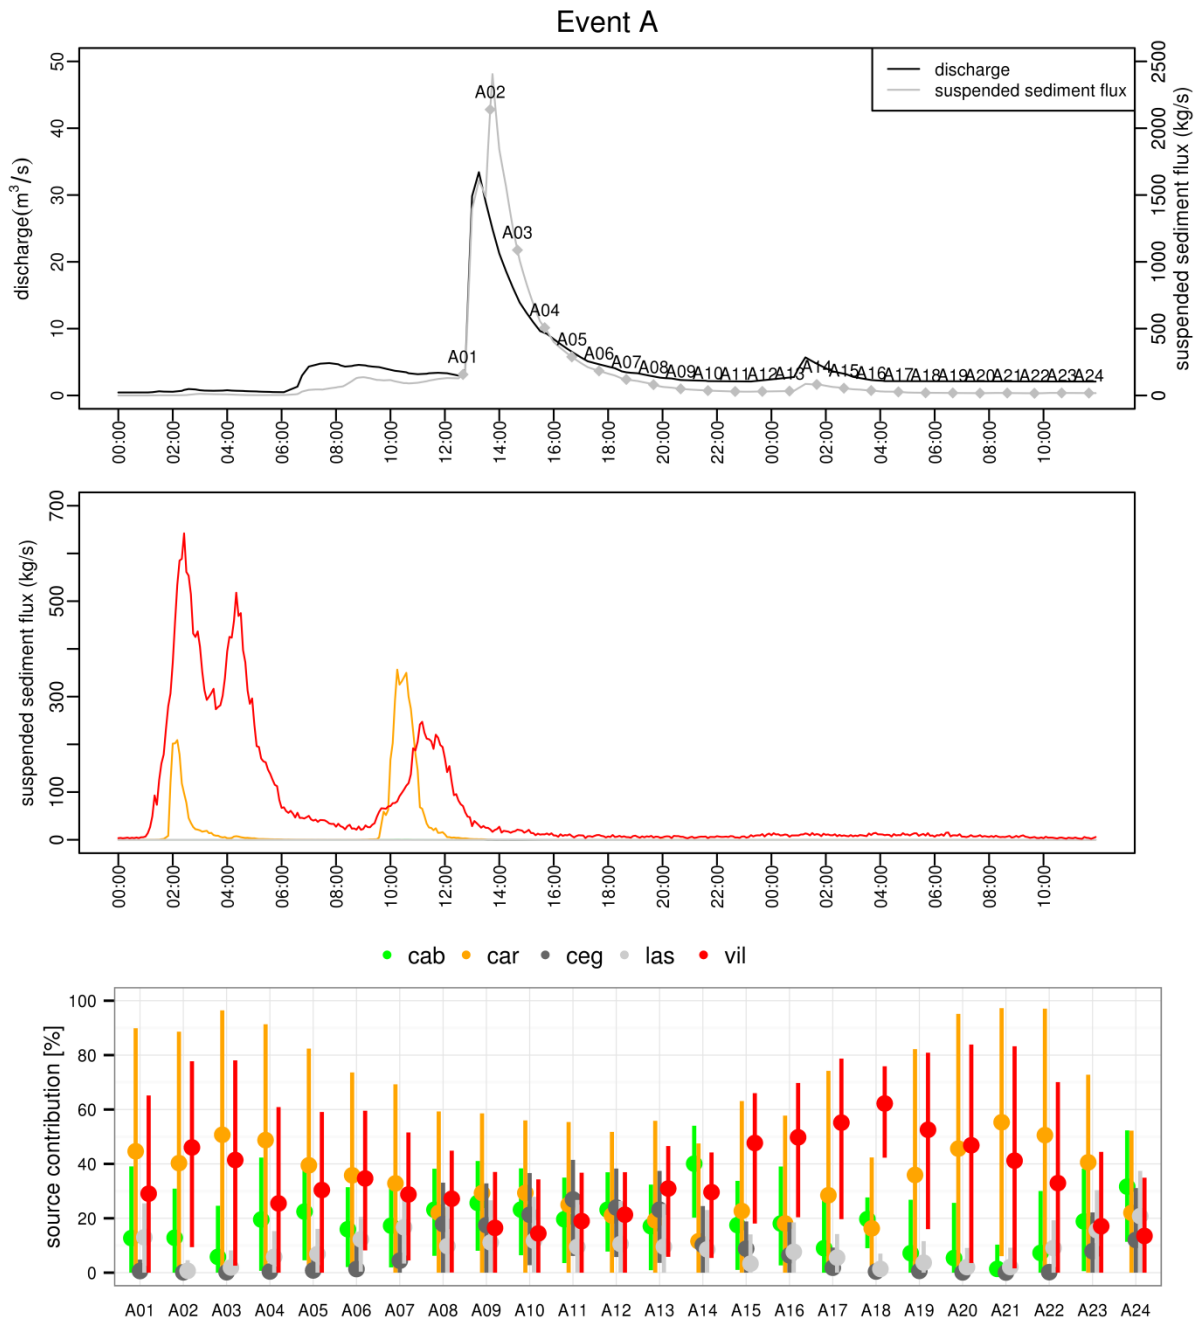 Event A
discharge
suspended sediment flux
discharge(m³/s)
0 10 20 30 40 50
suspended sediment flux (kg/s)
0 500 1000 1500 2000 2500
A01 A02 A03 A04 A05 A06 A07 A08 A09 A10 A11 A12 A13 A14 A15 A16 A17 A18 A19 A20 A21 A22 A23 A24
00:00 02:00 04:00 06:00 08:00 10:00 12:00 14:00 16:00 18:00 20:00 22:00 00:00 02:00 04:00 06:00 08:00 10:00
suspended sediment flux (kg/s)
0 100 300 500 700
00:00 02:00 04:00 06:00 08:00 10:00 12:00 14:00 16:00 18:00 20:00 22:00 00:00 02:00 04:00 06:00 08:00 10:00
cab car ceg las vil
source contribution [%]
100
80
60
40
20
0
A01 A02 A03 A04 A05 A06 A07 A08 A09 A10 A11 A12 A13 A14 A15 A16 A17 A18 A19 A20 A21 A22 A23 A24